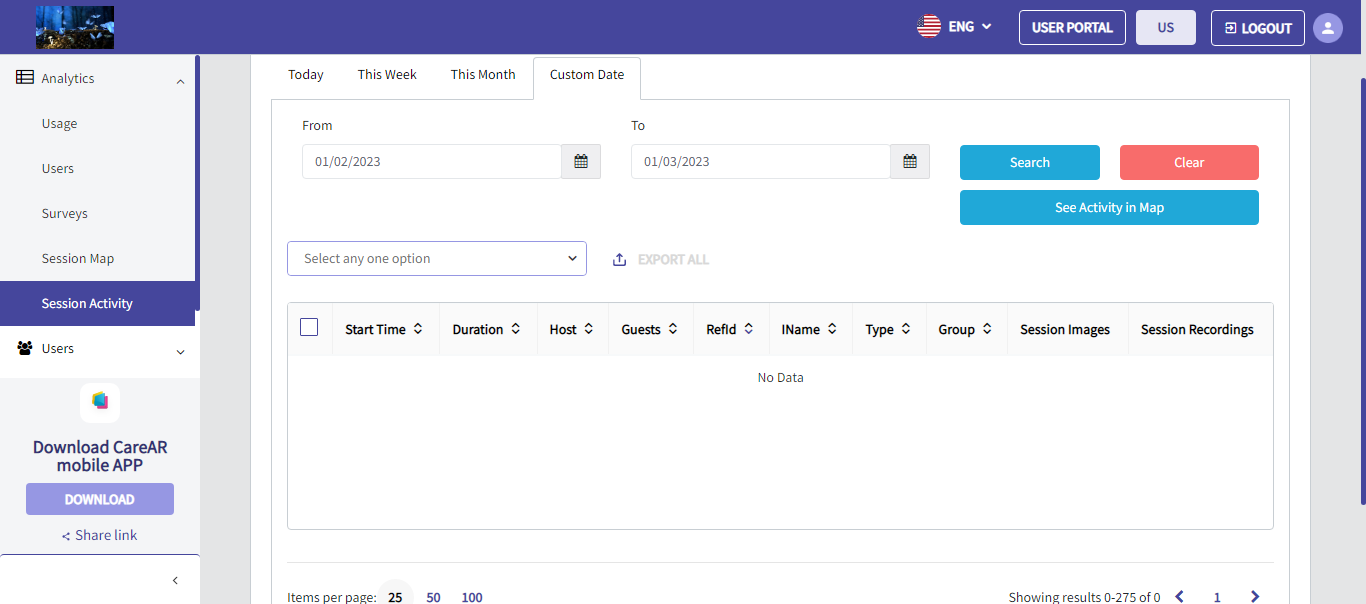 ENG
USER PORTAL
US
LOGOUT
Analytics
Usage
Users
Surveys
Session Map
Session Activity
Users
Download CareAR
mobile APP
DOWNLOAD
Share link
Today This Week This Month Custom Date
From To
01/02/2023 01/03/2023 Search Clear
See Activity in Map
Select any one option EXPORT ALL
Start Time Duration Host Guests RefId IName Type Group Session Images Session Recordings
No Data
Items per page: 25 50 100 Showing results 0-275 of 0 1